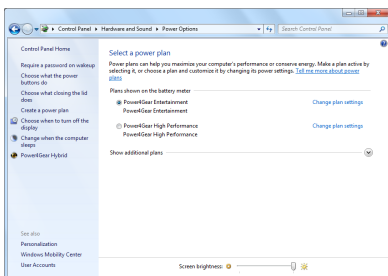 Control Panel ▸ Hardware and Sound ▸ Power Options
Search Control Panel
Control Panel Home
Require a password on wakeup
Choose what the power
buttons do
Choose what closing the lid
does
Create a power plan
Choose when to turn off the
display
Change when the computer
sleeps
Power4Gear Hybrid
See also
Personalization
Windows Mobility Center
User Accounts
Select a power plan
Power plans can help you maximize your computer's performance or conserve energy. Make a plan active by
selecting it, or choose a plan and customize it by changing its power settings. Tell me more about power
plans
Plans shown on the battery meter
Power4Gear Entertainment
Change plan settings
Power4Gear Entertainment
Power4Gear High Performance
Change plan settings
Power4Gear High Performance
Show additional plans
Screen brightness: